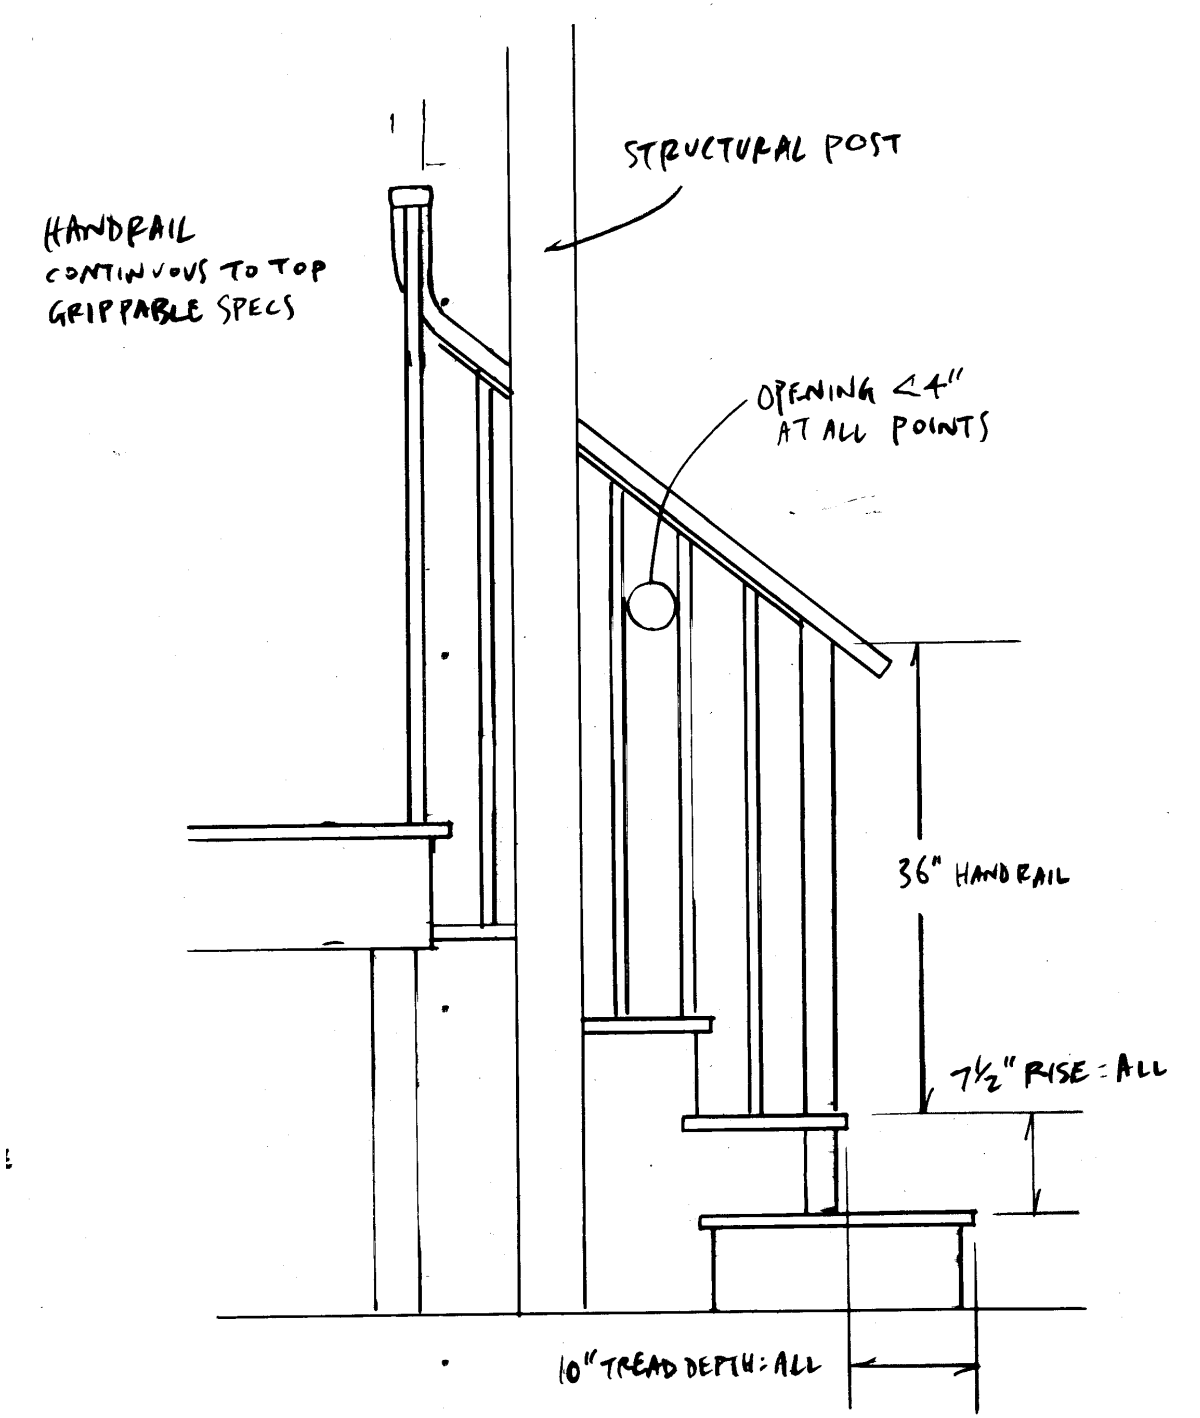 STRUCTURAL POST
HANDRAIL
CONTINUOUS TO TOP
GRIPPABLE SPECS
OPENING <4"
AT ALL POINTS
36" HANDRAIL
7½" RISE = ALL
10" TREAD DEPTH: ALL